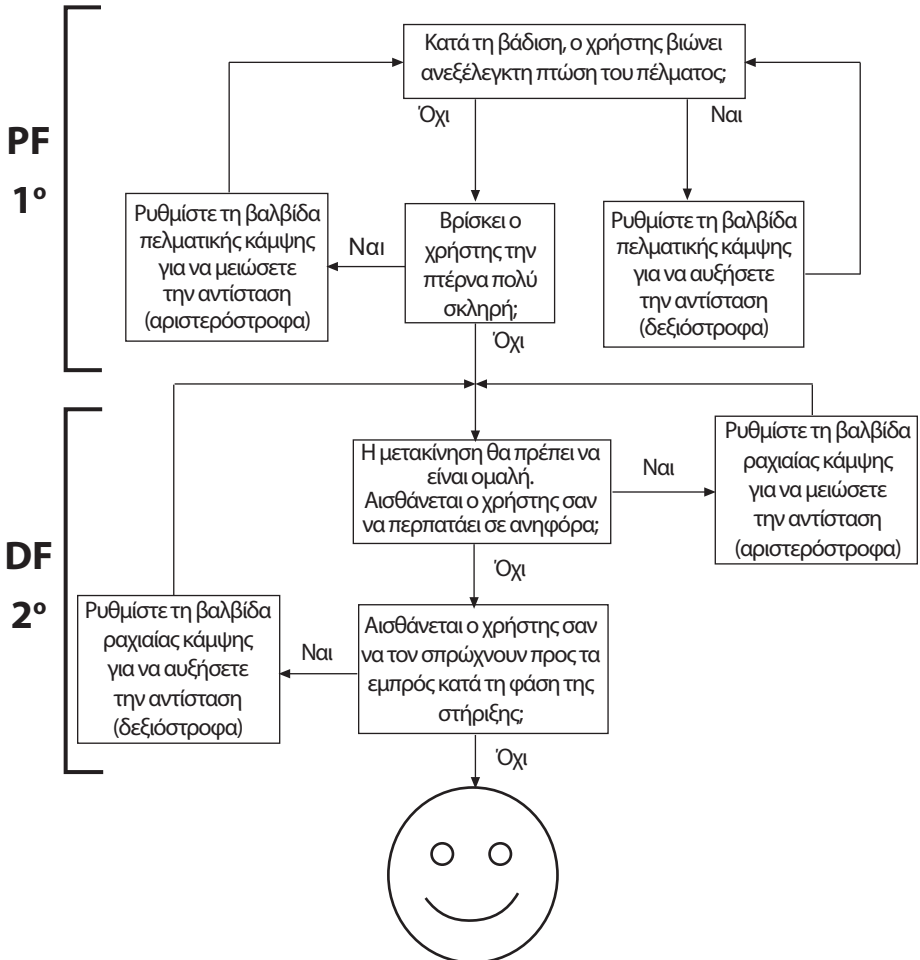 Κατά τη βάδιση, ο χρήστης βιώνει
ανεξέλεγκτη πτώση του πέλματος;
Όχι
Ναι
PF
1º
Ρυθμίστε τη βαλβίδα
πελματικής κάμψης
για να μειώσετε
την αντίσταση
(αριστερόστροφα)
Ναι
Βρίσκει ο
χρήστης την
πτέρνα πολύ
σκληρή;
Ρυθμίστε τη βαλβίδα
πελματικής κάμψης
για να αυξήσετε
την αντίσταση
(δεξιόστροφα)
Όχι
DF
2º
Η μετακίνηση θα πρέπει να
είναι ομαλή.
Αισθάνεται ο χρήστης σαν
να περπατάει σε ανηφόρα;
Ναι
Ρυθμίστε τη βαλβίδα
ραχιαίας κάμψης
για να μειώσετε
την αντίσταση
(αριστερόστροφα)
Όχι
Ρυθμίστε τη βαλβίδα
ραχιαίας κάμψης
για να αυξήσετε
την αντίσταση
(δεξιόστροφα)
Ναι
Αισθάνεται ο χρήστης σαν
να τον σπρώχνουν προς τα
εμπρός κατά τη φάση της
στήριξης;
Όχι